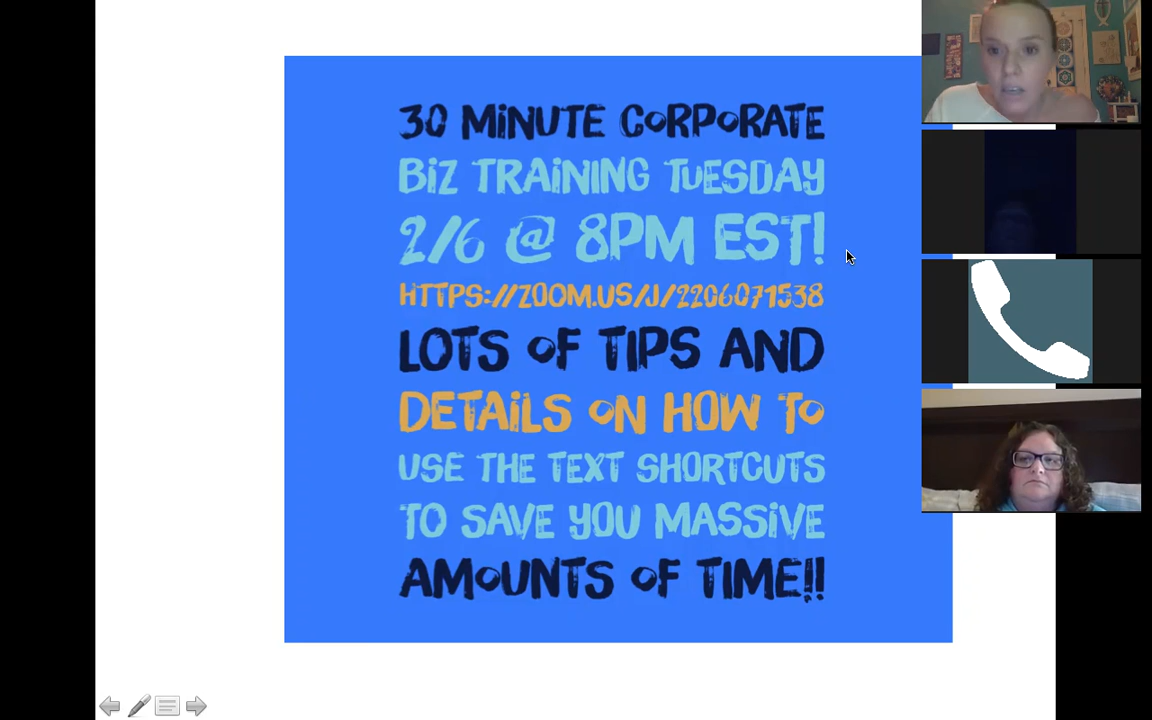 30 MINUTE CORPORATE
BIZ TRAINING TUESDAY
2/6 @ 8PM EST!
HTTPS://ZOOM.US/J/2206071538
LOTS OF TIPS AND
DETAILS ON HOW TO
USE THE TEXT SHORTCUTS
TO SAVE YOU MASSIVE
AMOUNTS OF TIME!!